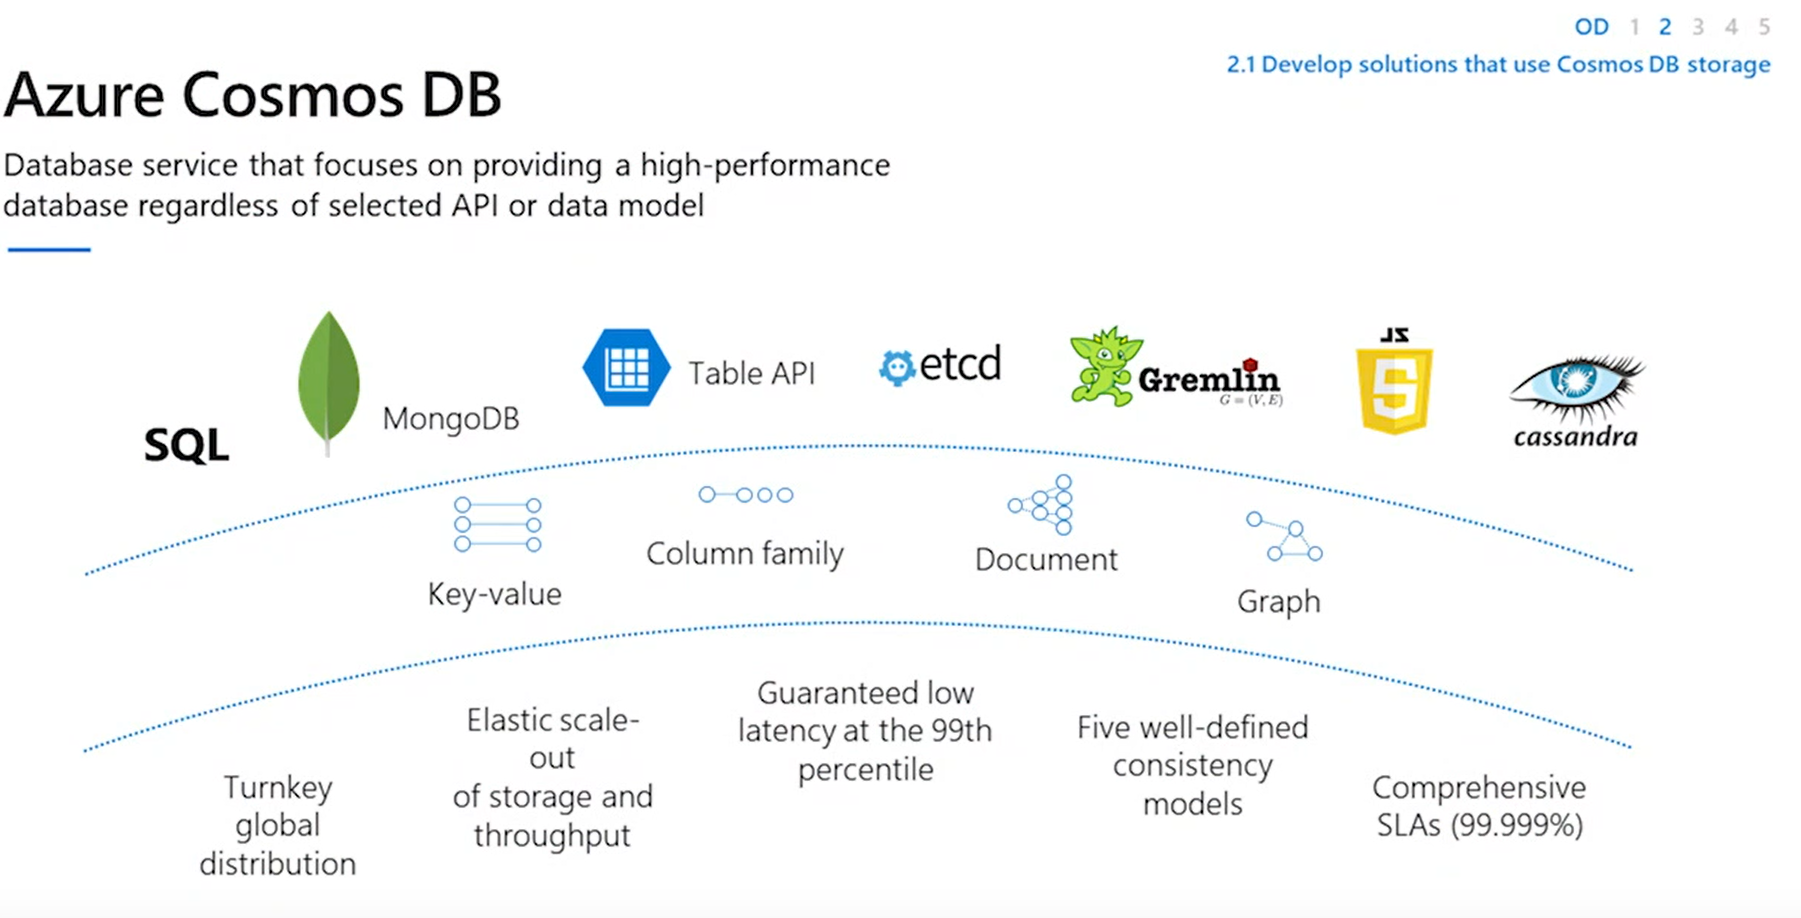 OD 1 2 3 4 5
2.1 Develop solutions that use Cosmos DB storage
Azure Cosmos DB
Database service that focuses on providing a high-performance
database regardless of selected API or data model
SQL
MongoDB
Table API
etcd
Gremlin
G = (V, E)
JS
5
cassandra
Key-value
Column family
Document
Graph
Turnkey
global
distribution
Elastic scale-
out
of storage and
throughput
Guaranteed low
latency at the 99th
percentile
Five well-defined
consistency
models
Comprehensive
SLAs (99.999%)